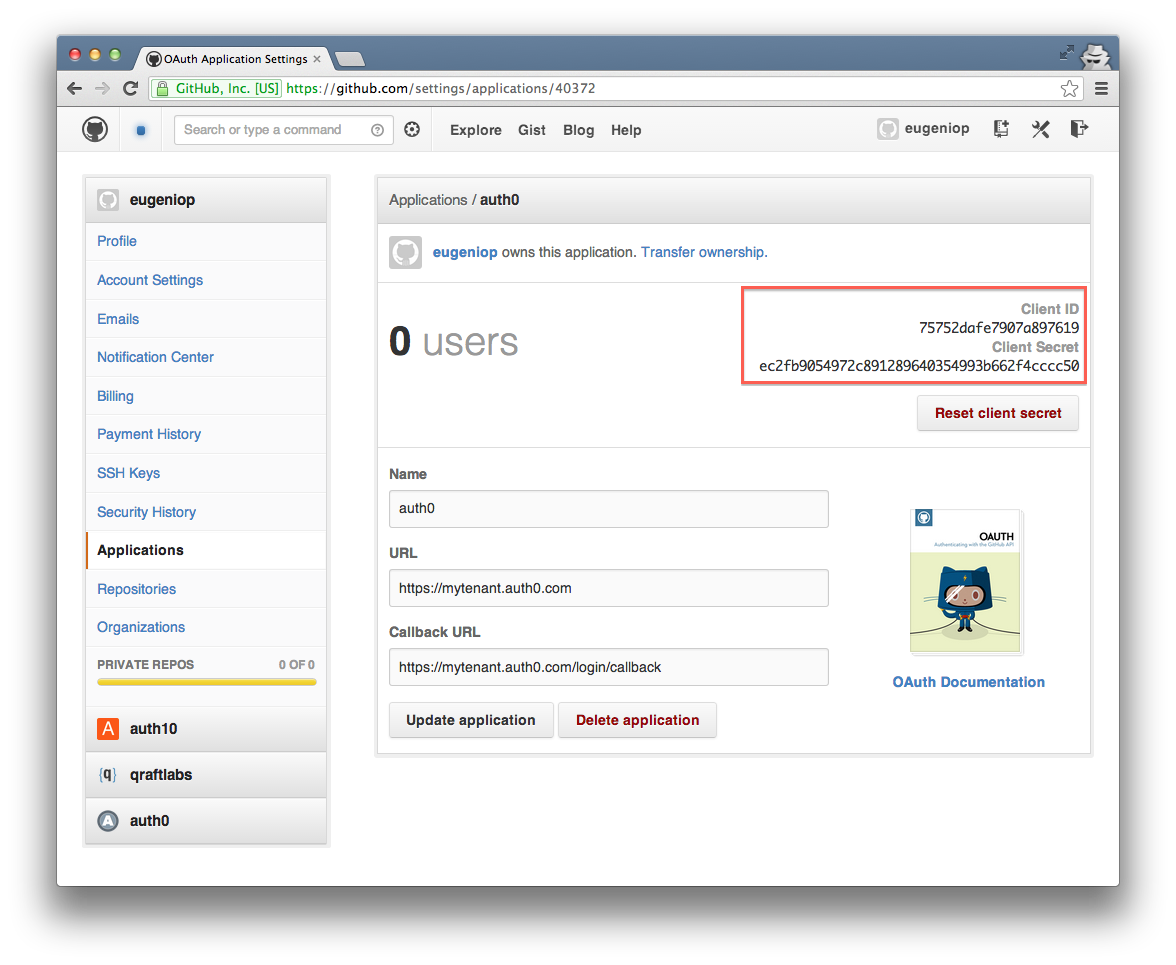 OAuth Application Settings
GitHub, Inc. [US] https://github.com/settings/applications/40372
Search or type a command
Explore Gist Blog Help
eugeniop
eugeniop
Profile
Account Settings
Emails
Notification Center
Billing
Payment History
SSH Keys
Security History
Applications
Repositories
Organizations
PRIVATE REPOS 0 OF 0
A auth10
{q} qraftlabs
auth0
Applications / auth0
eugeniop owns this application. Transfer ownership.
0 users
Client ID
75752dafe7907a897619
Client Secret
ec2fb9054972c891289640354993b662f4cccc50
Reset client secret
Name
auth0
URL
https://mytenant.auth0.com
Callback URL
https://mytenant.auth0.com/login/callback
Update application Delete application
OAUTH
Authenticating with the GitHub API
OAuth Documentation